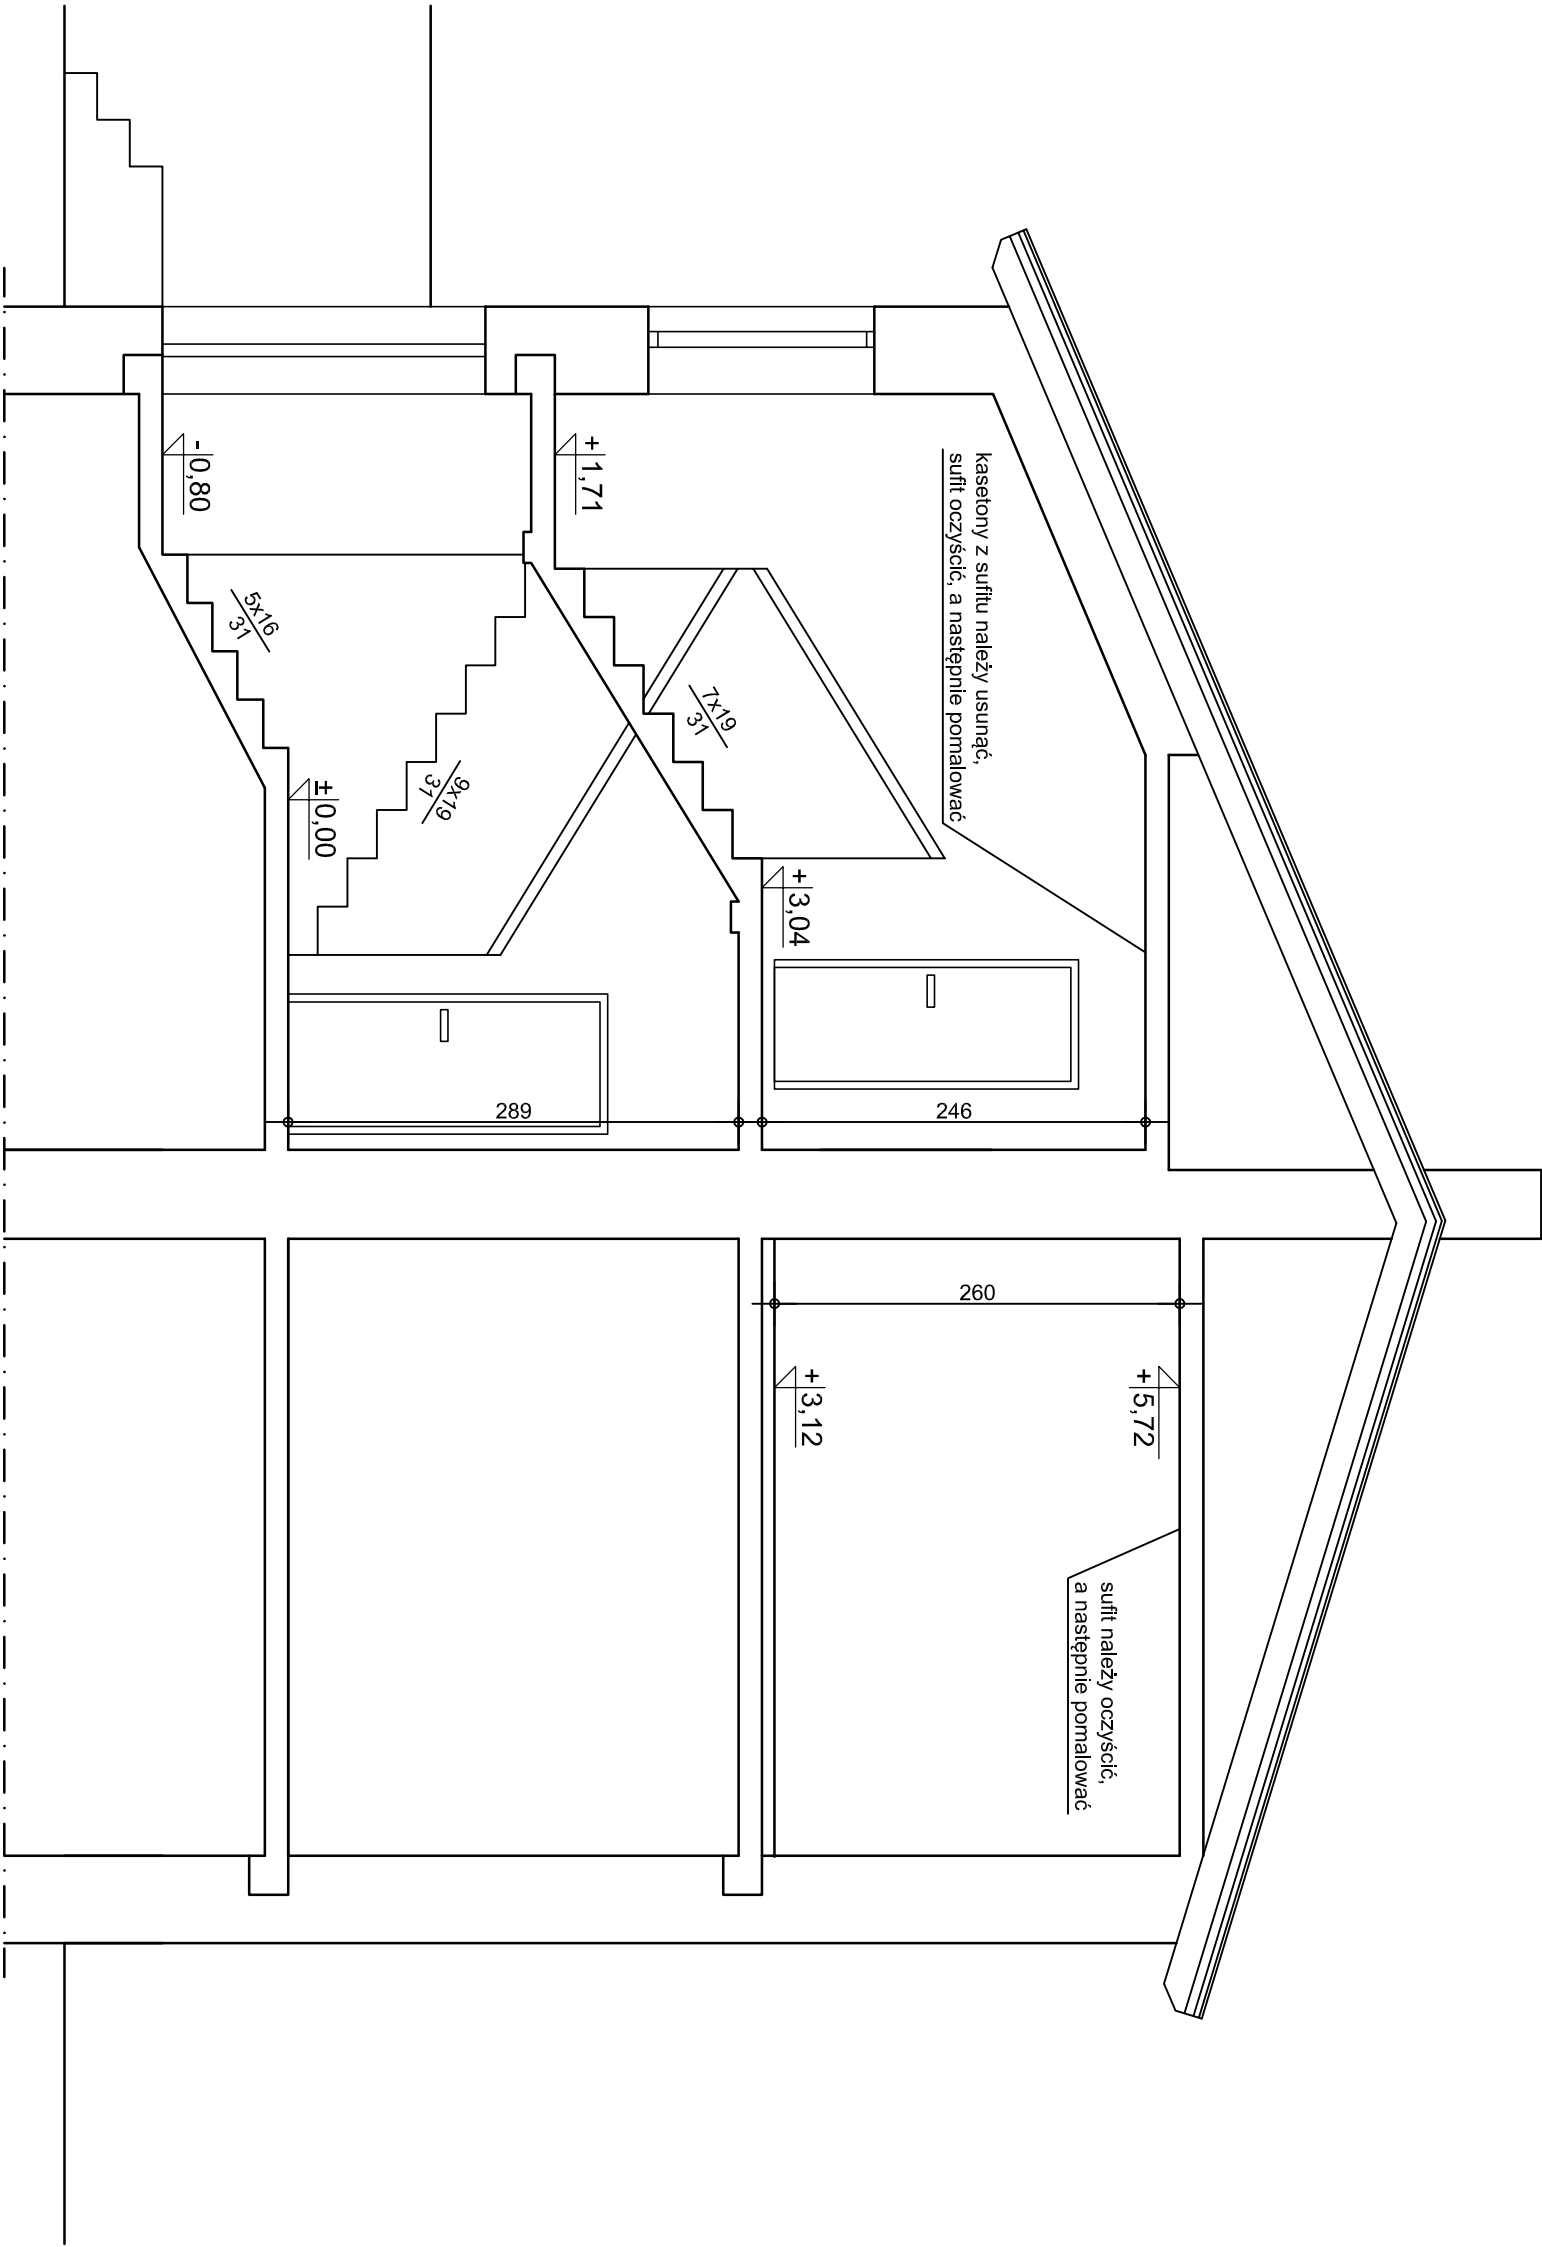 kasetony z sufitu należy usunąć,
sufit oczyścić, a następnie pomalować
sufit należy oczyścić,
a następnie pomalować
+5,72
260
+3,12
246
+3,04
7x19
31
+1,71
289
9x19
31
±0,00
5x16
31
-0,80